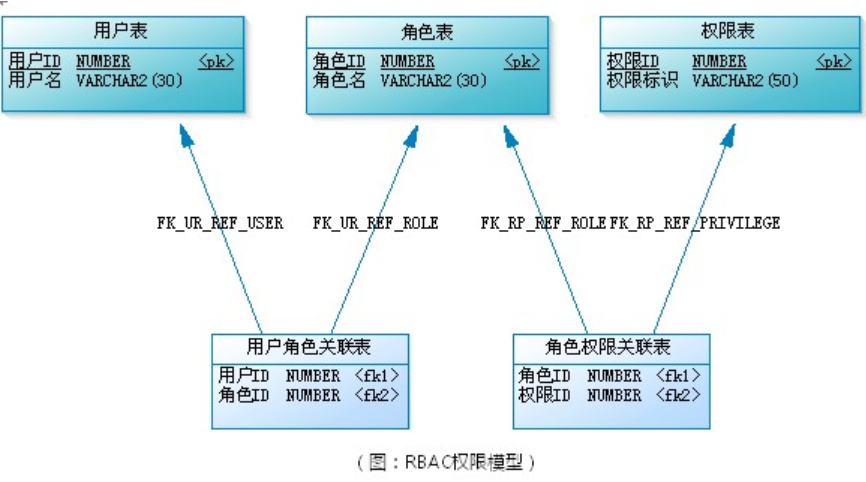 用户表
用户ID NUMBER <pk>
用户名 VARCHAR2(30)
角色表
角色ID NUMBER <pk>
角色名 VARCHAR2(30)
权限表
权限ID NUMBER <pk>
权限标识 VARCHAR2(50)
FK_UR_REF_USER
FK_UR_REF_ROLE
FK_RP_REF_ROLE
FK_RP_REF_PRIVILEGE
用户角色关联表
用户ID NUMBER <fk1>
角色ID NUMBER <fk2>
角色权限关联表
角色ID NUMBER <fk1>
权限ID NUMBER <fk2>
（图：RBAC权限模型）